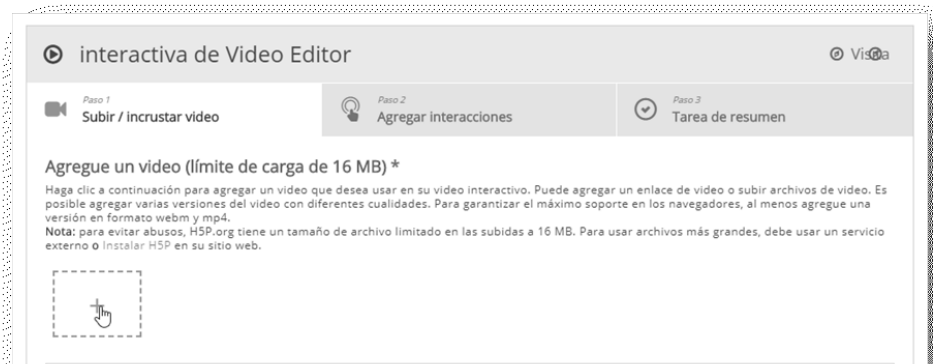 interactiva de Video Editor
Paso 1
Subir / incrustar video
Paso 2
Agregar interacciones
Paso 3
Tarea de resumen
Agregue un video (límite de carga de 16 MB) *
Haga clic a continuación para agregar un video que desea usar en su video interactivo. Puede agregar un enlace de video o subir archivos de video. Es
posible agregar varias versiones del video con diferentes cualidades. Para garantizar el máximo soporte en los navegadores, al menos agregue una
versión en formato webm y mp4.
Nota: para evitar abusos, H5P.org tiene un tamaño de archivo limitado en las subidas a 16 MB. Para usar archivos más grandes, debe usar un servicio
externo o Instalar H5P en su sitio web.